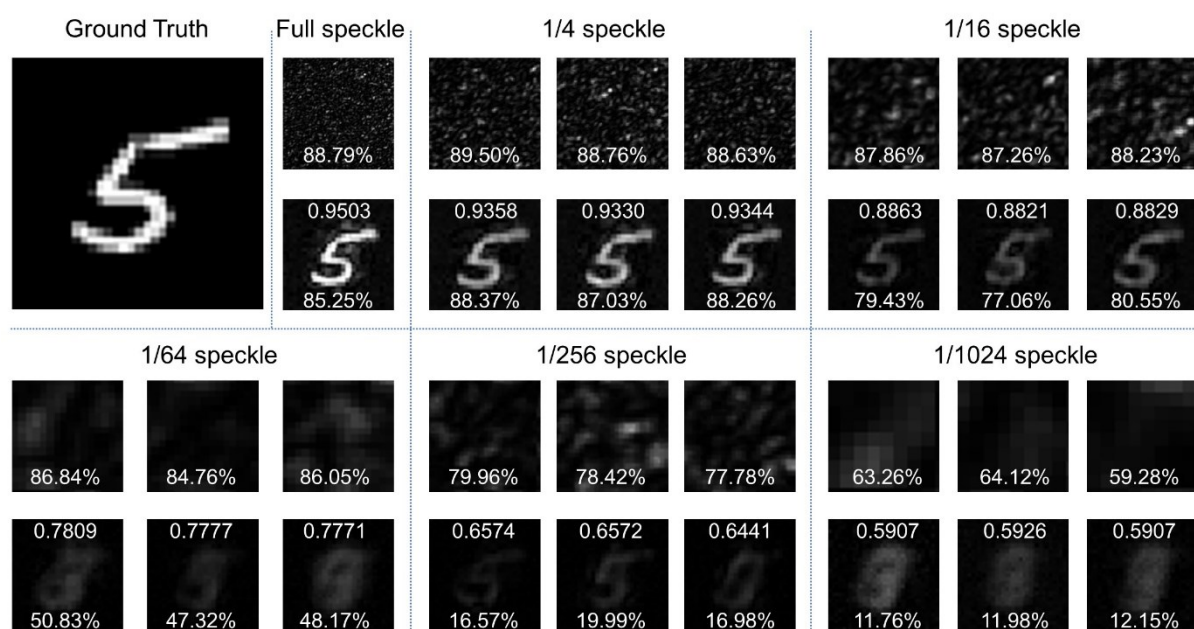 Ground Truth
Full speckle
1/4 speckle
1/16 speckle
88.79%
89.50% 88.76% 88.63%
87.86% 87.26% 88.23%
0.9503
0.9358 0.9330 0.9344
0.8863 0.8821 0.8829
85.25%
88.37% 87.03% 88.26%
79.43% 77.06% 80.55%
1/64 speckle
1/256 speckle
1/1024 speckle
86.84% 84.76% 86.05%
79.96% 78.42% 77.78%
63.26% 64.12% 59.28%
0.7809 0.7777 0.7771
0.6574 0.6572 0.6441
0.5907 0.5926 0.5907
50.83% 47.32% 48.17%
16.57% 19.99% 16.98%
11.76% 11.98% 12.15%